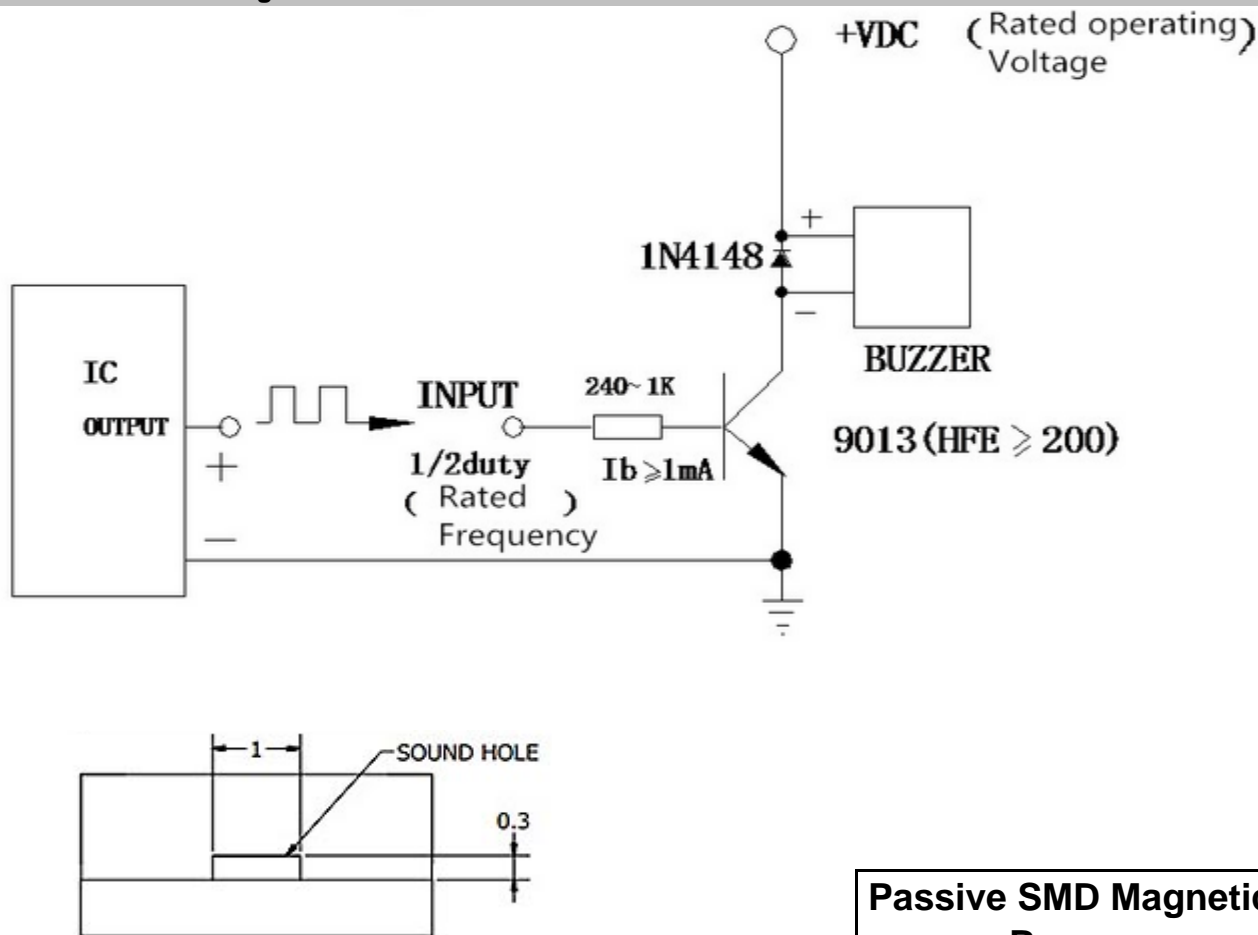 +VDC (Rated operating)
Voltage
1N4148
+
−
BUZZER
IC
OUTPUT
+
—
INPUT
1/2duty
( Rated )
Frequency
240~1K
Ib≥1mA
9013(HFE ≥ 200)
1
SOUND HOLE
0.3
Passive SMD Magnetic